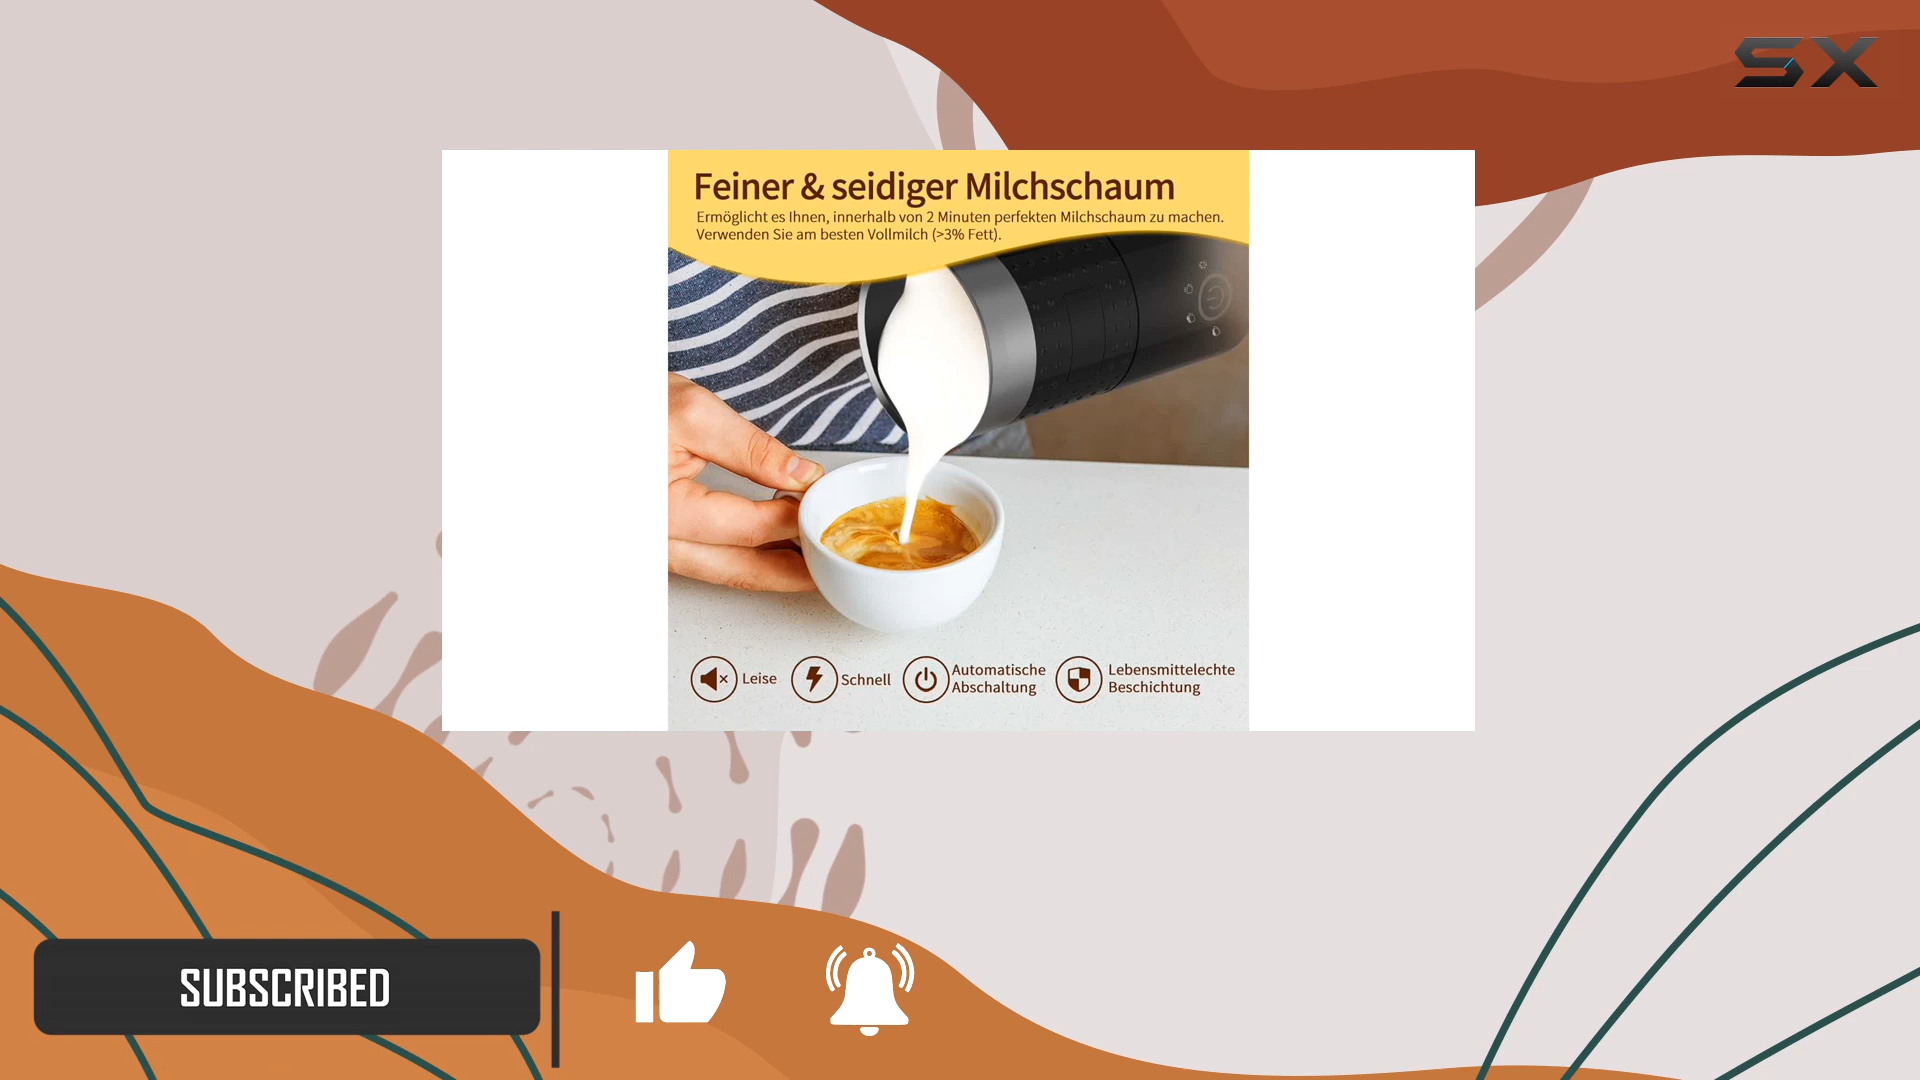 SX
Feiner & seidiger Milchschaum
Ermöglicht es Ihnen, innerhalb von 2 Minuten perfekten Milchschaum zu machen.
Verwenden Sie am besten Vollmilch (>3% Fett).
Leise
Schnell
Automatische
Abschaltung
Lebensmittelechte
Beschichtung
SUBSCRIBED